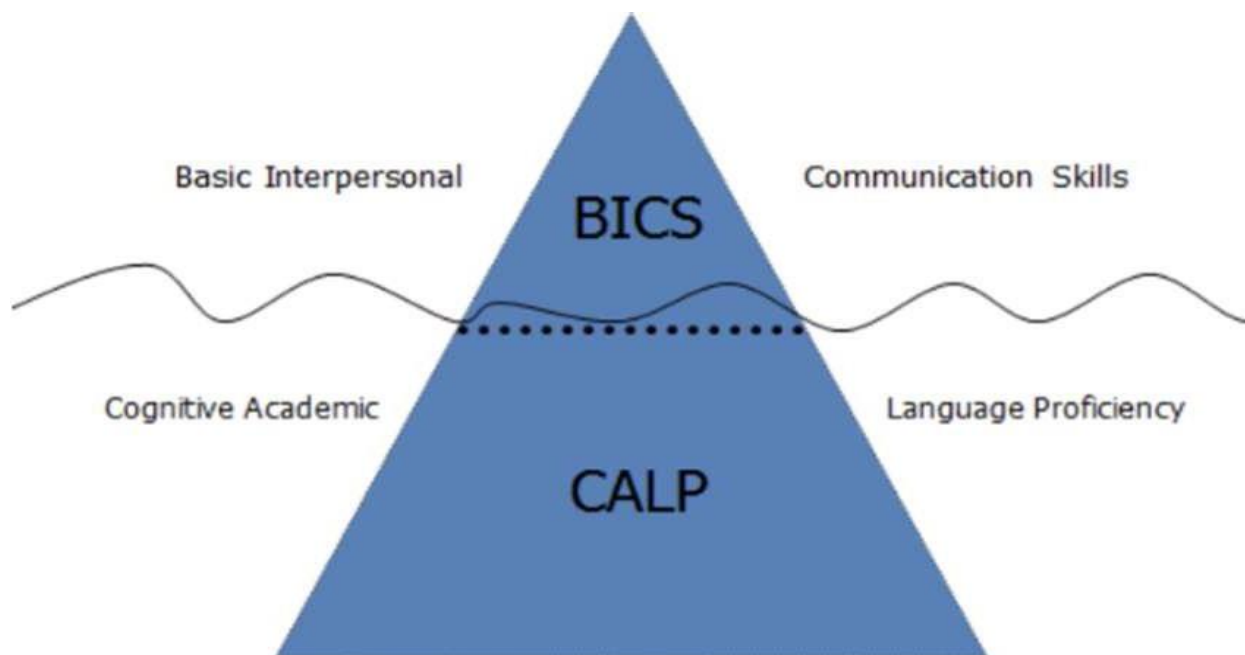 Basic Interpersonal Communication Skills
BICS
Cognitive Academic Language Proficiency
CALP